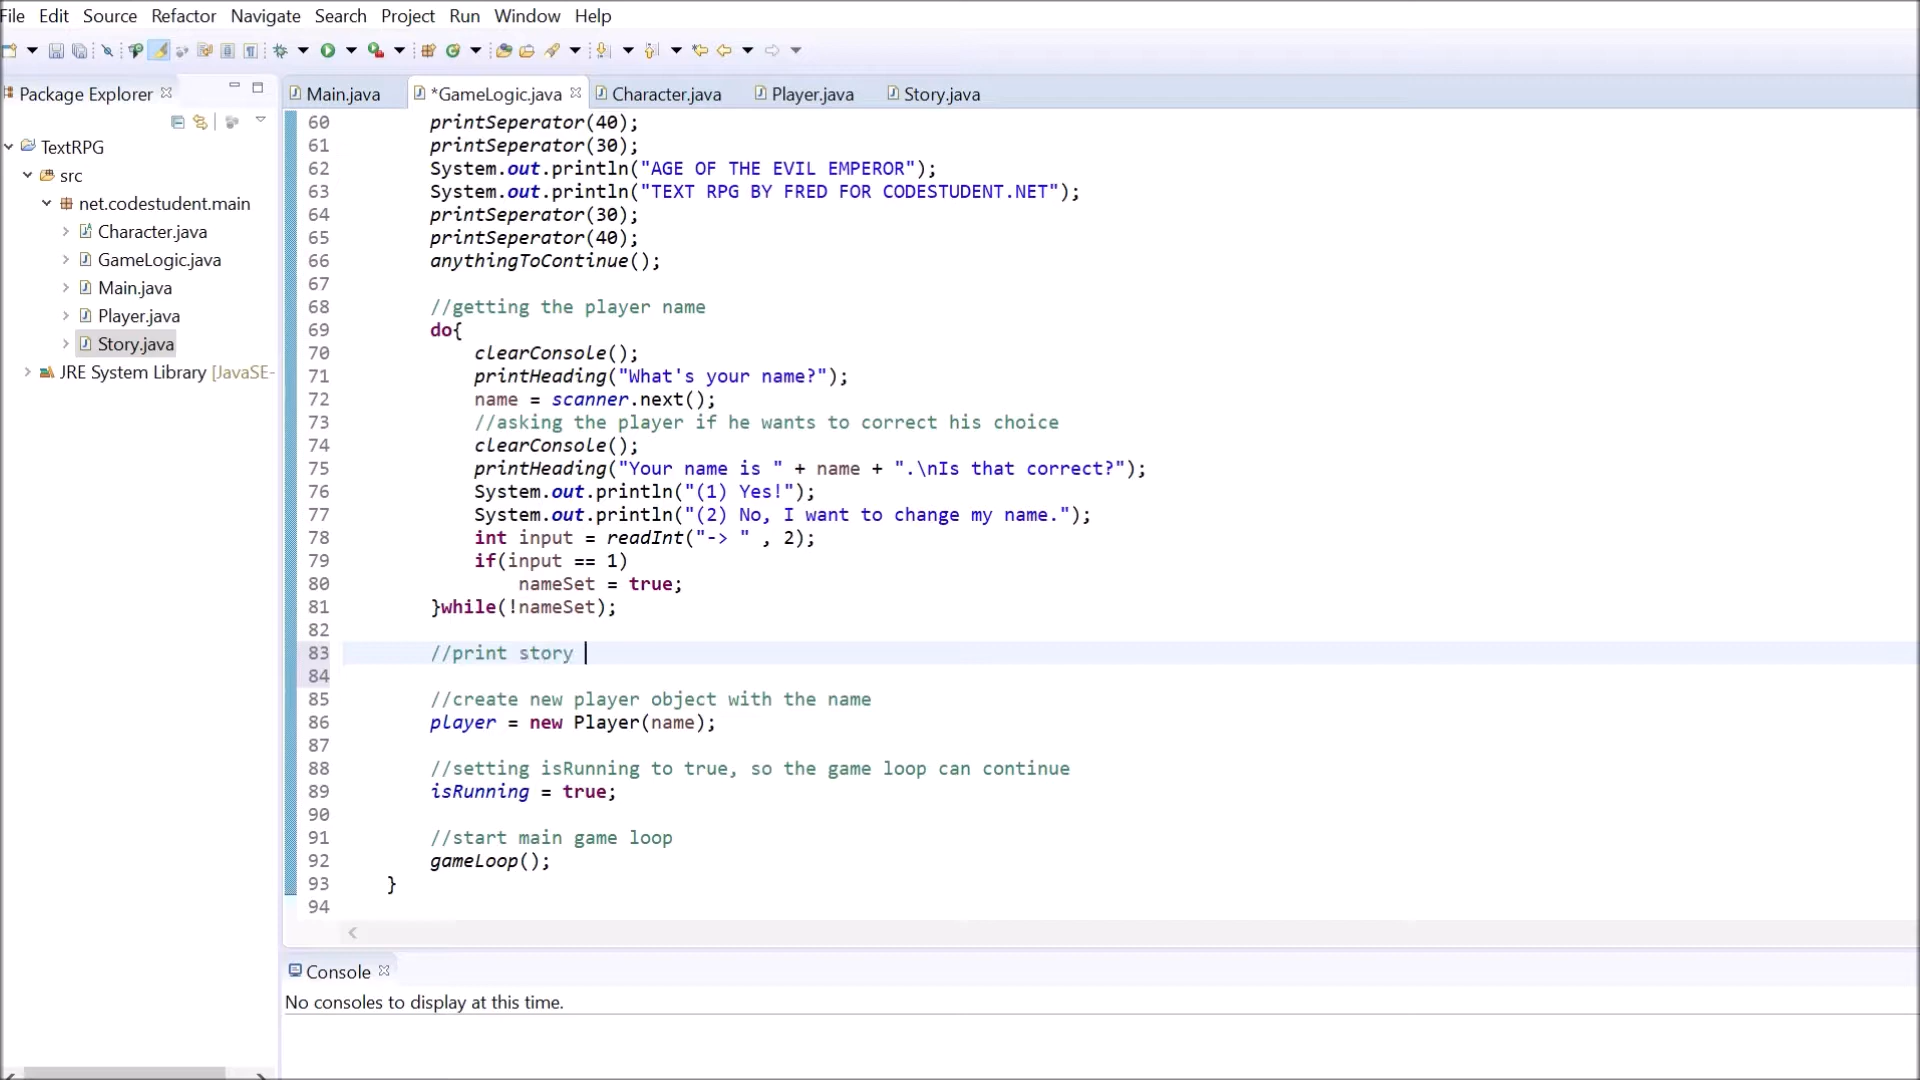 File Edit Source Refactor Navigate Search Project Run Window Help
Package Explorer
TextRPG
src
net.codestudent.main
Character.java
GameLogic.java
Main.java
Player.java
Story.java
JRE System Library [JavaSE-
Main.java *GameLogic.java Character.java Player.java Story.java
60 printSeperator(40);
61 printSeperator(30);
62 System.out.println("AGE OF THE EVIL EMPEROR");
63 System.out.println("TEXT RPG BY FRED FOR CODESTUDENT.NET");
64 printSeperator(30);
65 printSeperator(40);
66 anythingToContinue();
67
68 //getting the player name
69 do{
70 clearConsole();
71 printHeading("What's your name?");
72 name = scanner.next();
73 //asking the player if he wants to correct his choice
74 clearConsole();
75 printHeading("Your name is " + name + ".\nIs that correct?");
76 System.out.println("(1) Yes!");
77 System.out.println("(2) No, I want to change my name.");
78 int input = readInt("-> " , 2);
79 if(input == 1)
80 nameSet = true;
81 }while(!nameSet);
82
83 //print story
84
85 //create new player object with the name
86 player = new Player(name);
87
88 //setting isRunning to true, so the game loop can continue
89 isRunning = true;
90
91 //start main game loop
92 gameLoop();
93 }
94
Console
No consoles to display at this time.